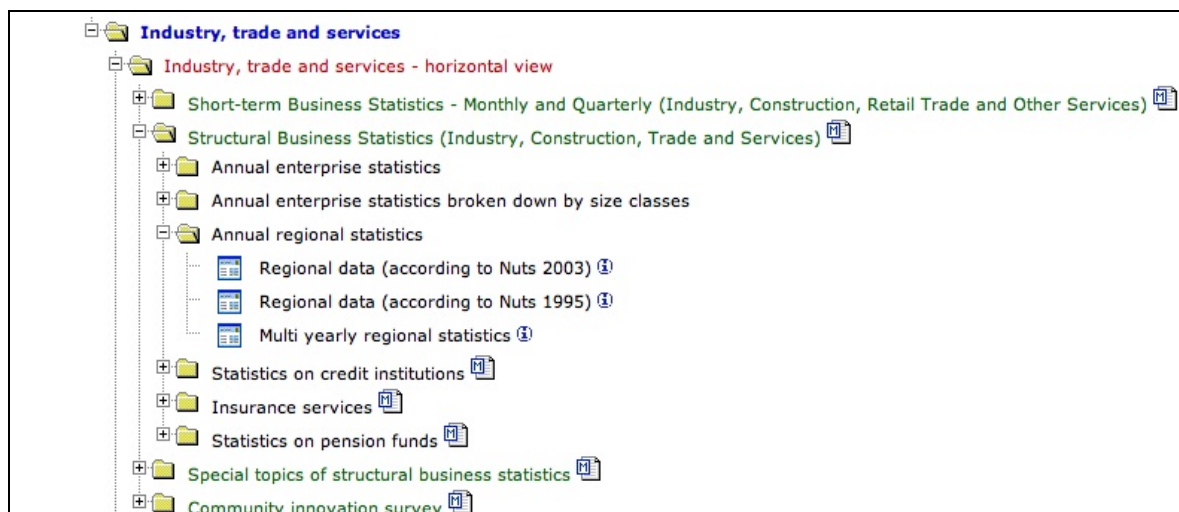 Industry, trade and services
Industry, trade and services - horizontal view
Short-term Business Statistics - Monthly and Quarterly (Industry, Construction, Retail Trade and Other Services) M
Structural Business Statistics (Industry, Construction, Trade and Services) M
Annual enterprise statistics
Annual enterprise statistics broken down by size classes
Annual regional statistics
Regional data (according to Nuts 2003) i
Regional data (according to Nuts 1995) i
Multi yearly regional statistics i
Statistics on credit institutions M
Insurance services M
Statistics on pension funds M
Special topics of structural business statistics M
Community innovation survey M